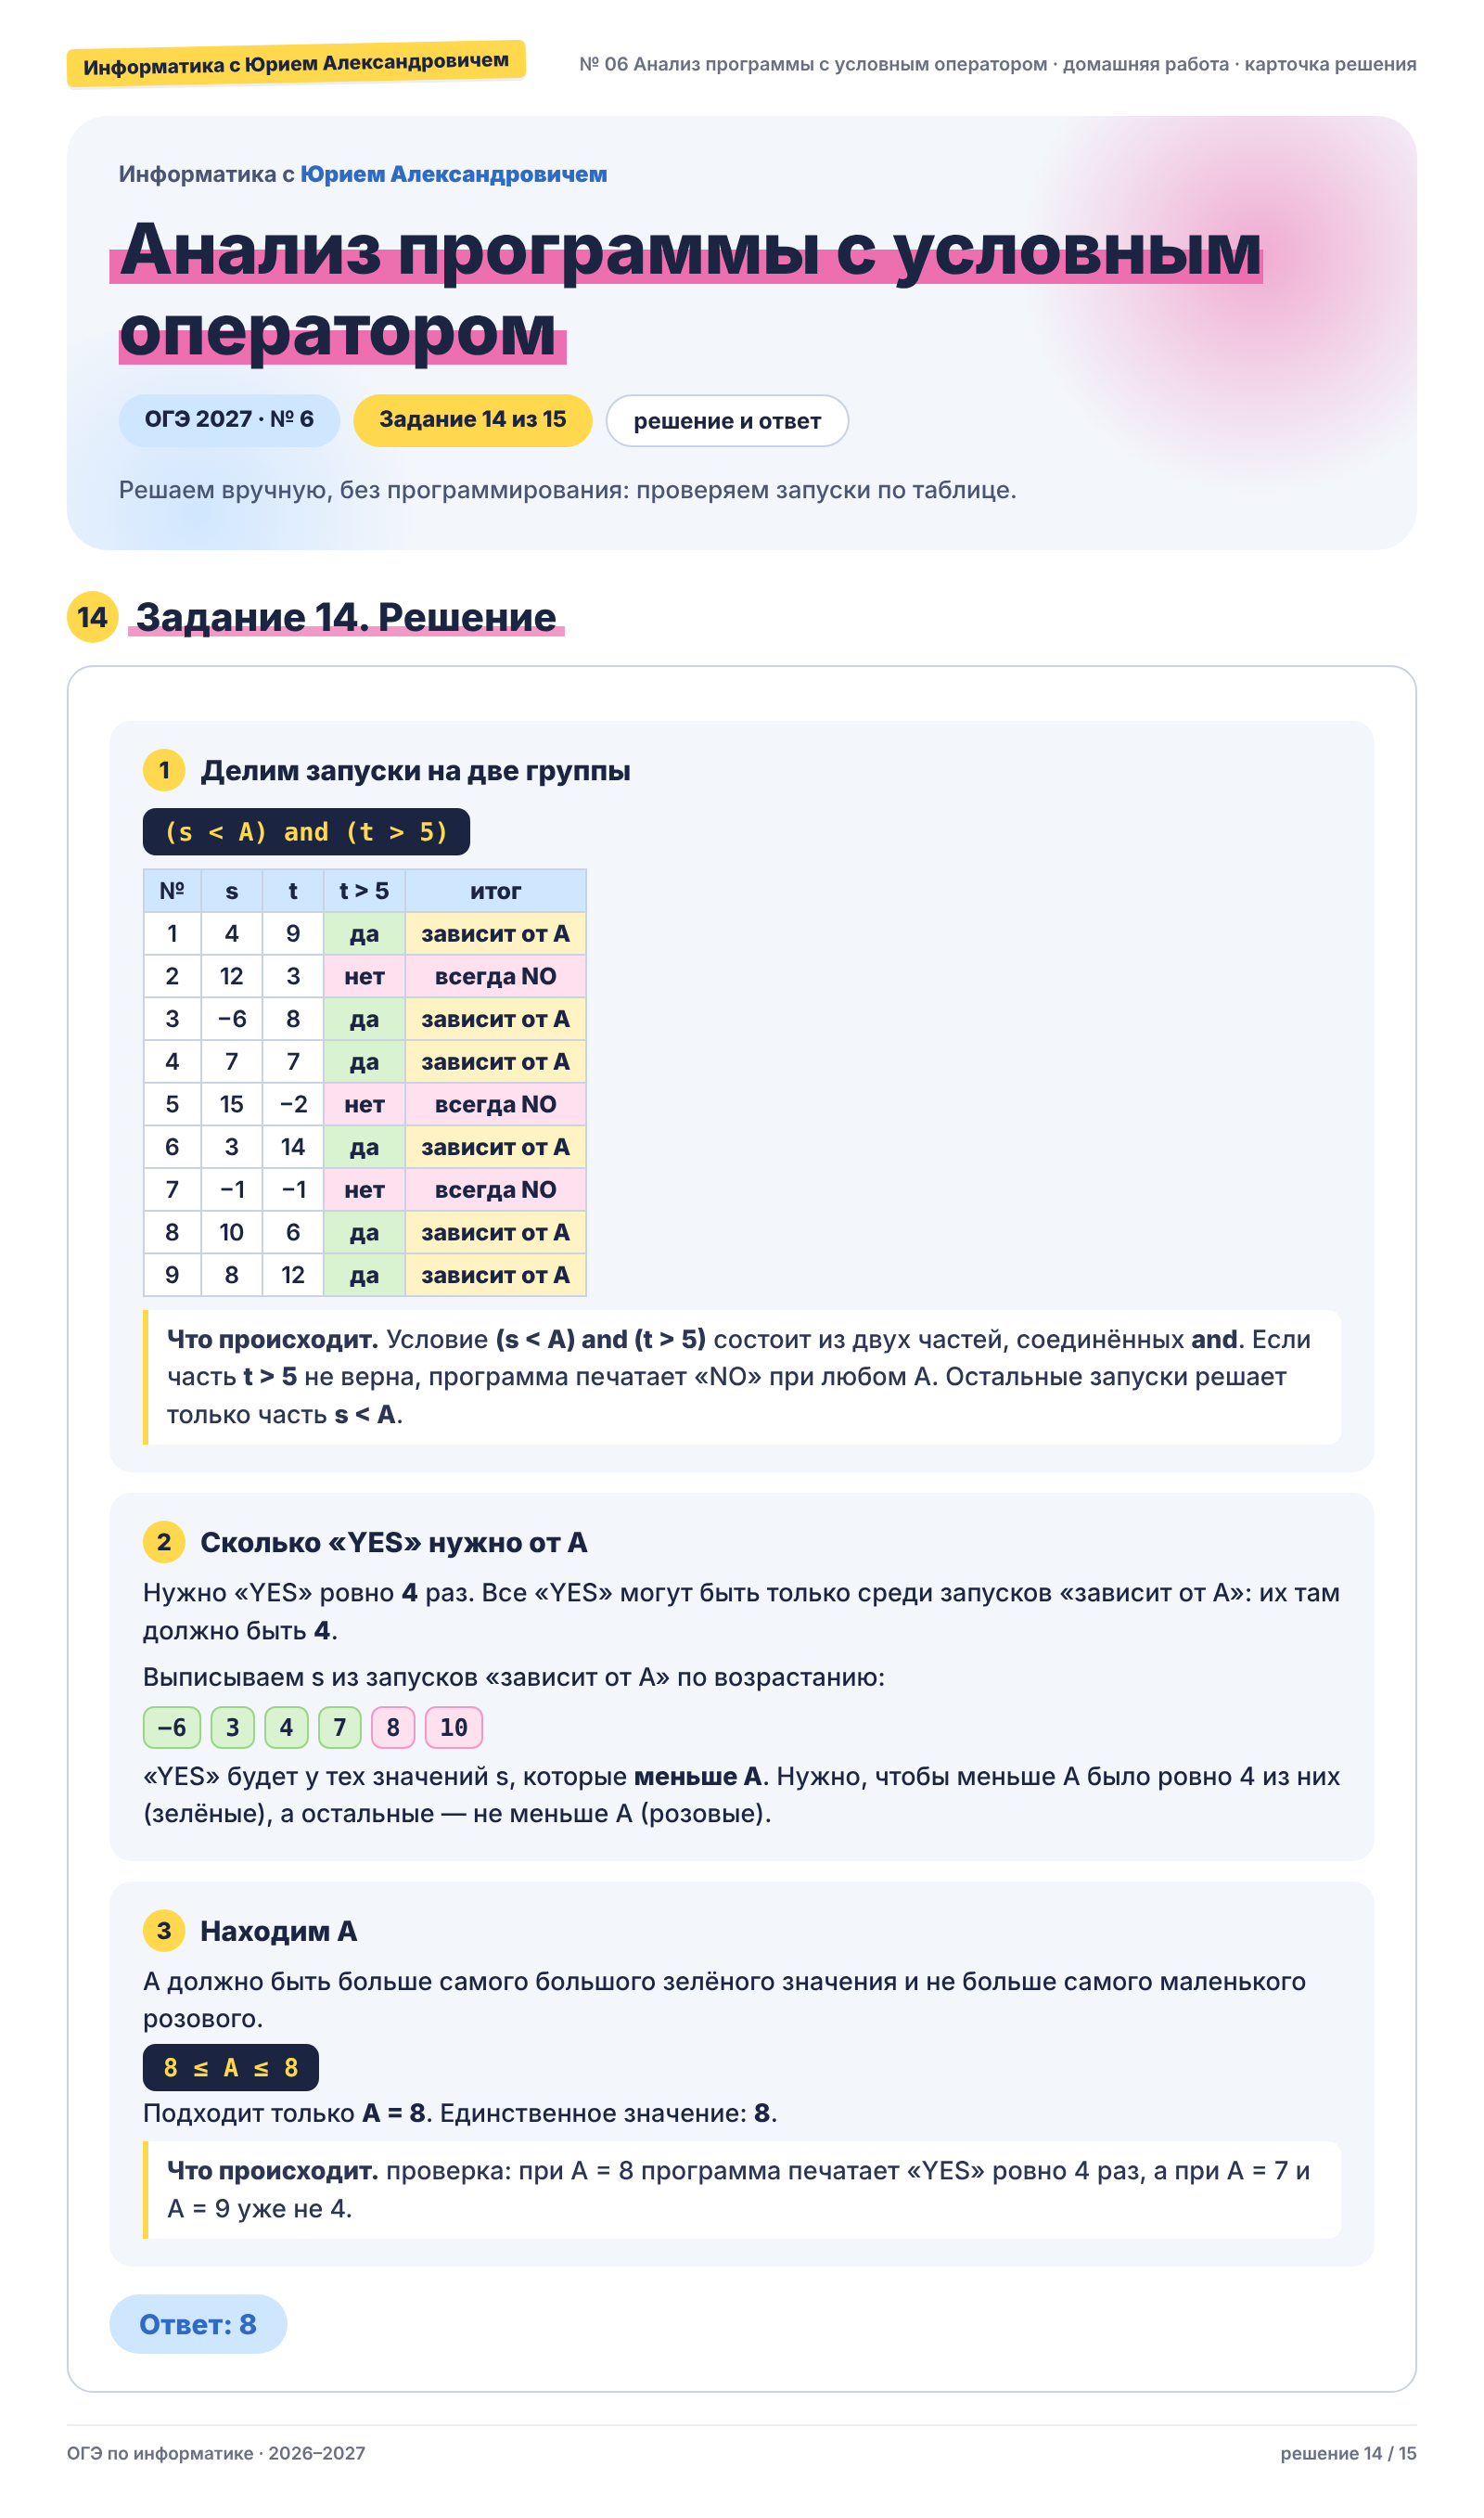 Информатика с Юрием Александровичем
№ 06 Анализ программы с условным оператором · домашняя работа · карточка решения
Информатика с Юрием Александровичем
Анализ программы с условным
оператором
ОГЭ 2027 · № 6
Задание 14 из 15
решение и ответ
Решаем вручную, без программирования: проверяем запуски по таблице.
14 Задание 14. Решение
1 Делим запуски на две группы
(s < A) and (t > 5)
№ s t t > 5 итог
1 4 9 да зависит от А
2 12 3 нет всегда NO
3 −6 8 да зависит от А
4 7 7 да зависит от А
5 15 −2 нет всегда NO
6 3 14 да зависит от А
7 −1 −1 нет всегда NO
8 10 6 да зависит от А
9 8 12 да зависит от А
Что происходит. Условие (s < A) and (t > 5) состоит из двух частей, соединённых and. Если
часть t > 5 не верна, программа печатает «NO» при любом А. Остальные запуски решает
только часть s < A.
2 Сколько «YES» нужно от А
Нужно «YES» ровно 4 раз. Все «YES» могут быть только среди запусков «зависит от А»: их там
должно быть 4.
Выписываем s из запусков «зависит от А» по возрастанию:
−6 3 4 7 8 10
«YES» будет у тех значений s, которые меньше А. Нужно, чтобы меньше А было ровно 4 из них
(зелёные), а остальные — не меньше А (розовые).
3 Находим А
А должно быть больше самого большого зелёного значения и не больше самого маленького
розового.
8 ≤ A ≤ 8
Подходит только А = 8. Единственное значение: 8.
Что происходит. проверка: при А = 8 программа печатает «YES» ровно 4 раз, а при А = 7 и
А = 9 уже не 4.
Ответ: 8
ОГЭ по информатике · 2026–2027
решение 14 / 15